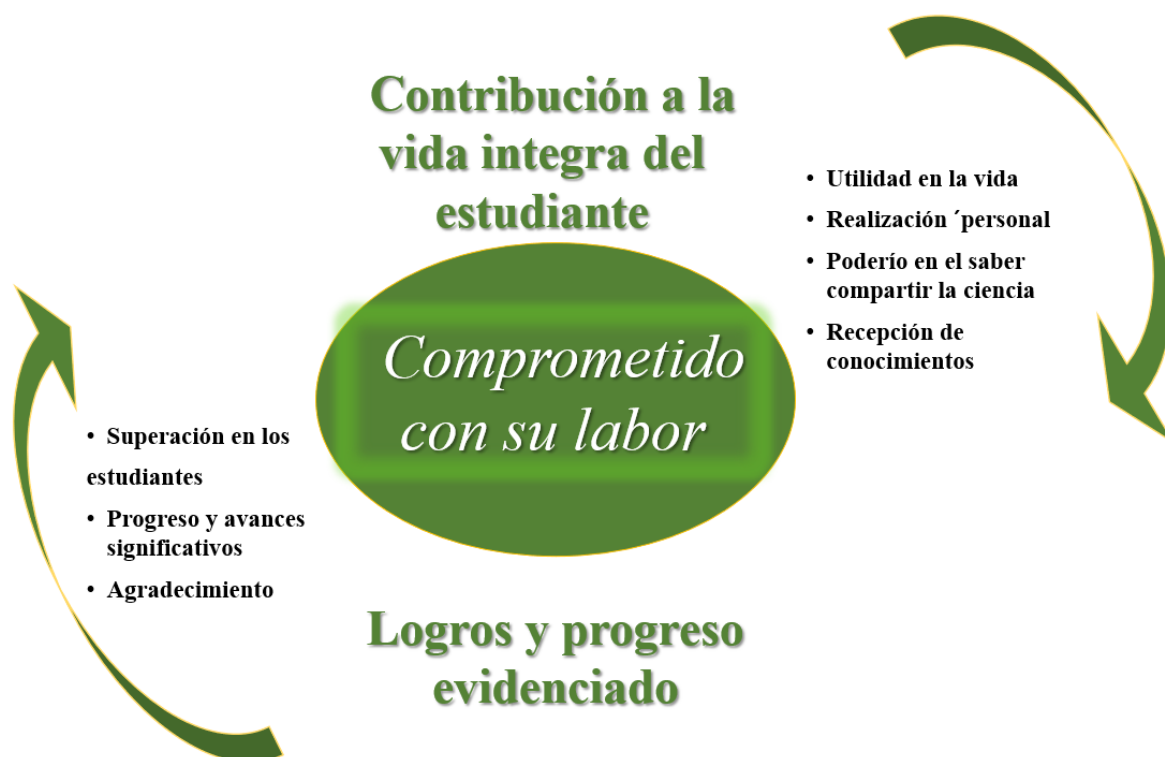 Contribución a la
vida integra del
estudiante
• Utilidad en la vida
• Realización ´personal
• Poderío en el saber
compartir la ciencia
• Recepción de
conocimientos
Comprometido
con su labor
• Superación en los
estudiantes
• Progreso y avances
significativos
• Agradecimiento
Logros y progreso
evidenciado